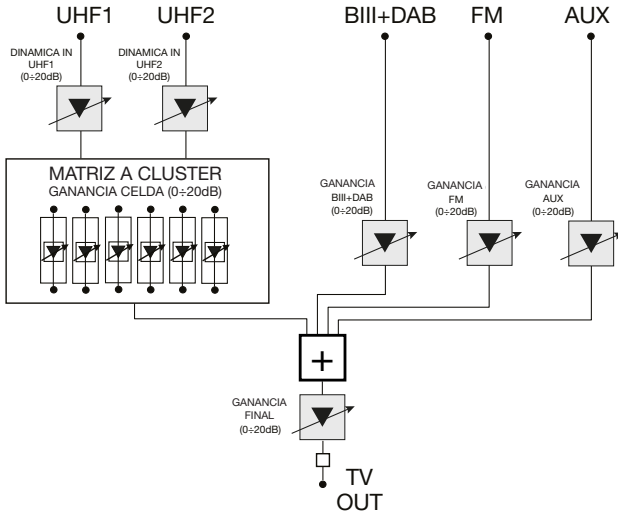 UHF1 UHF2 BIII+DAB FM AUX
DINAMICA IN
UHF1
(0÷20dB)
DINAMICA IN
UHF2
(0÷20dB)
MATRIZ A CLUSTER
GANANCIA CELDA (0÷20dB)
GANANCIA
BIII+DAB
(0÷20dB)
GANANCIA
FM
(0÷20dB)
GANANCIA
AUX
(0÷20dB)
+
GANANCIA
FINAL
(0÷20dB)
TV
OUT